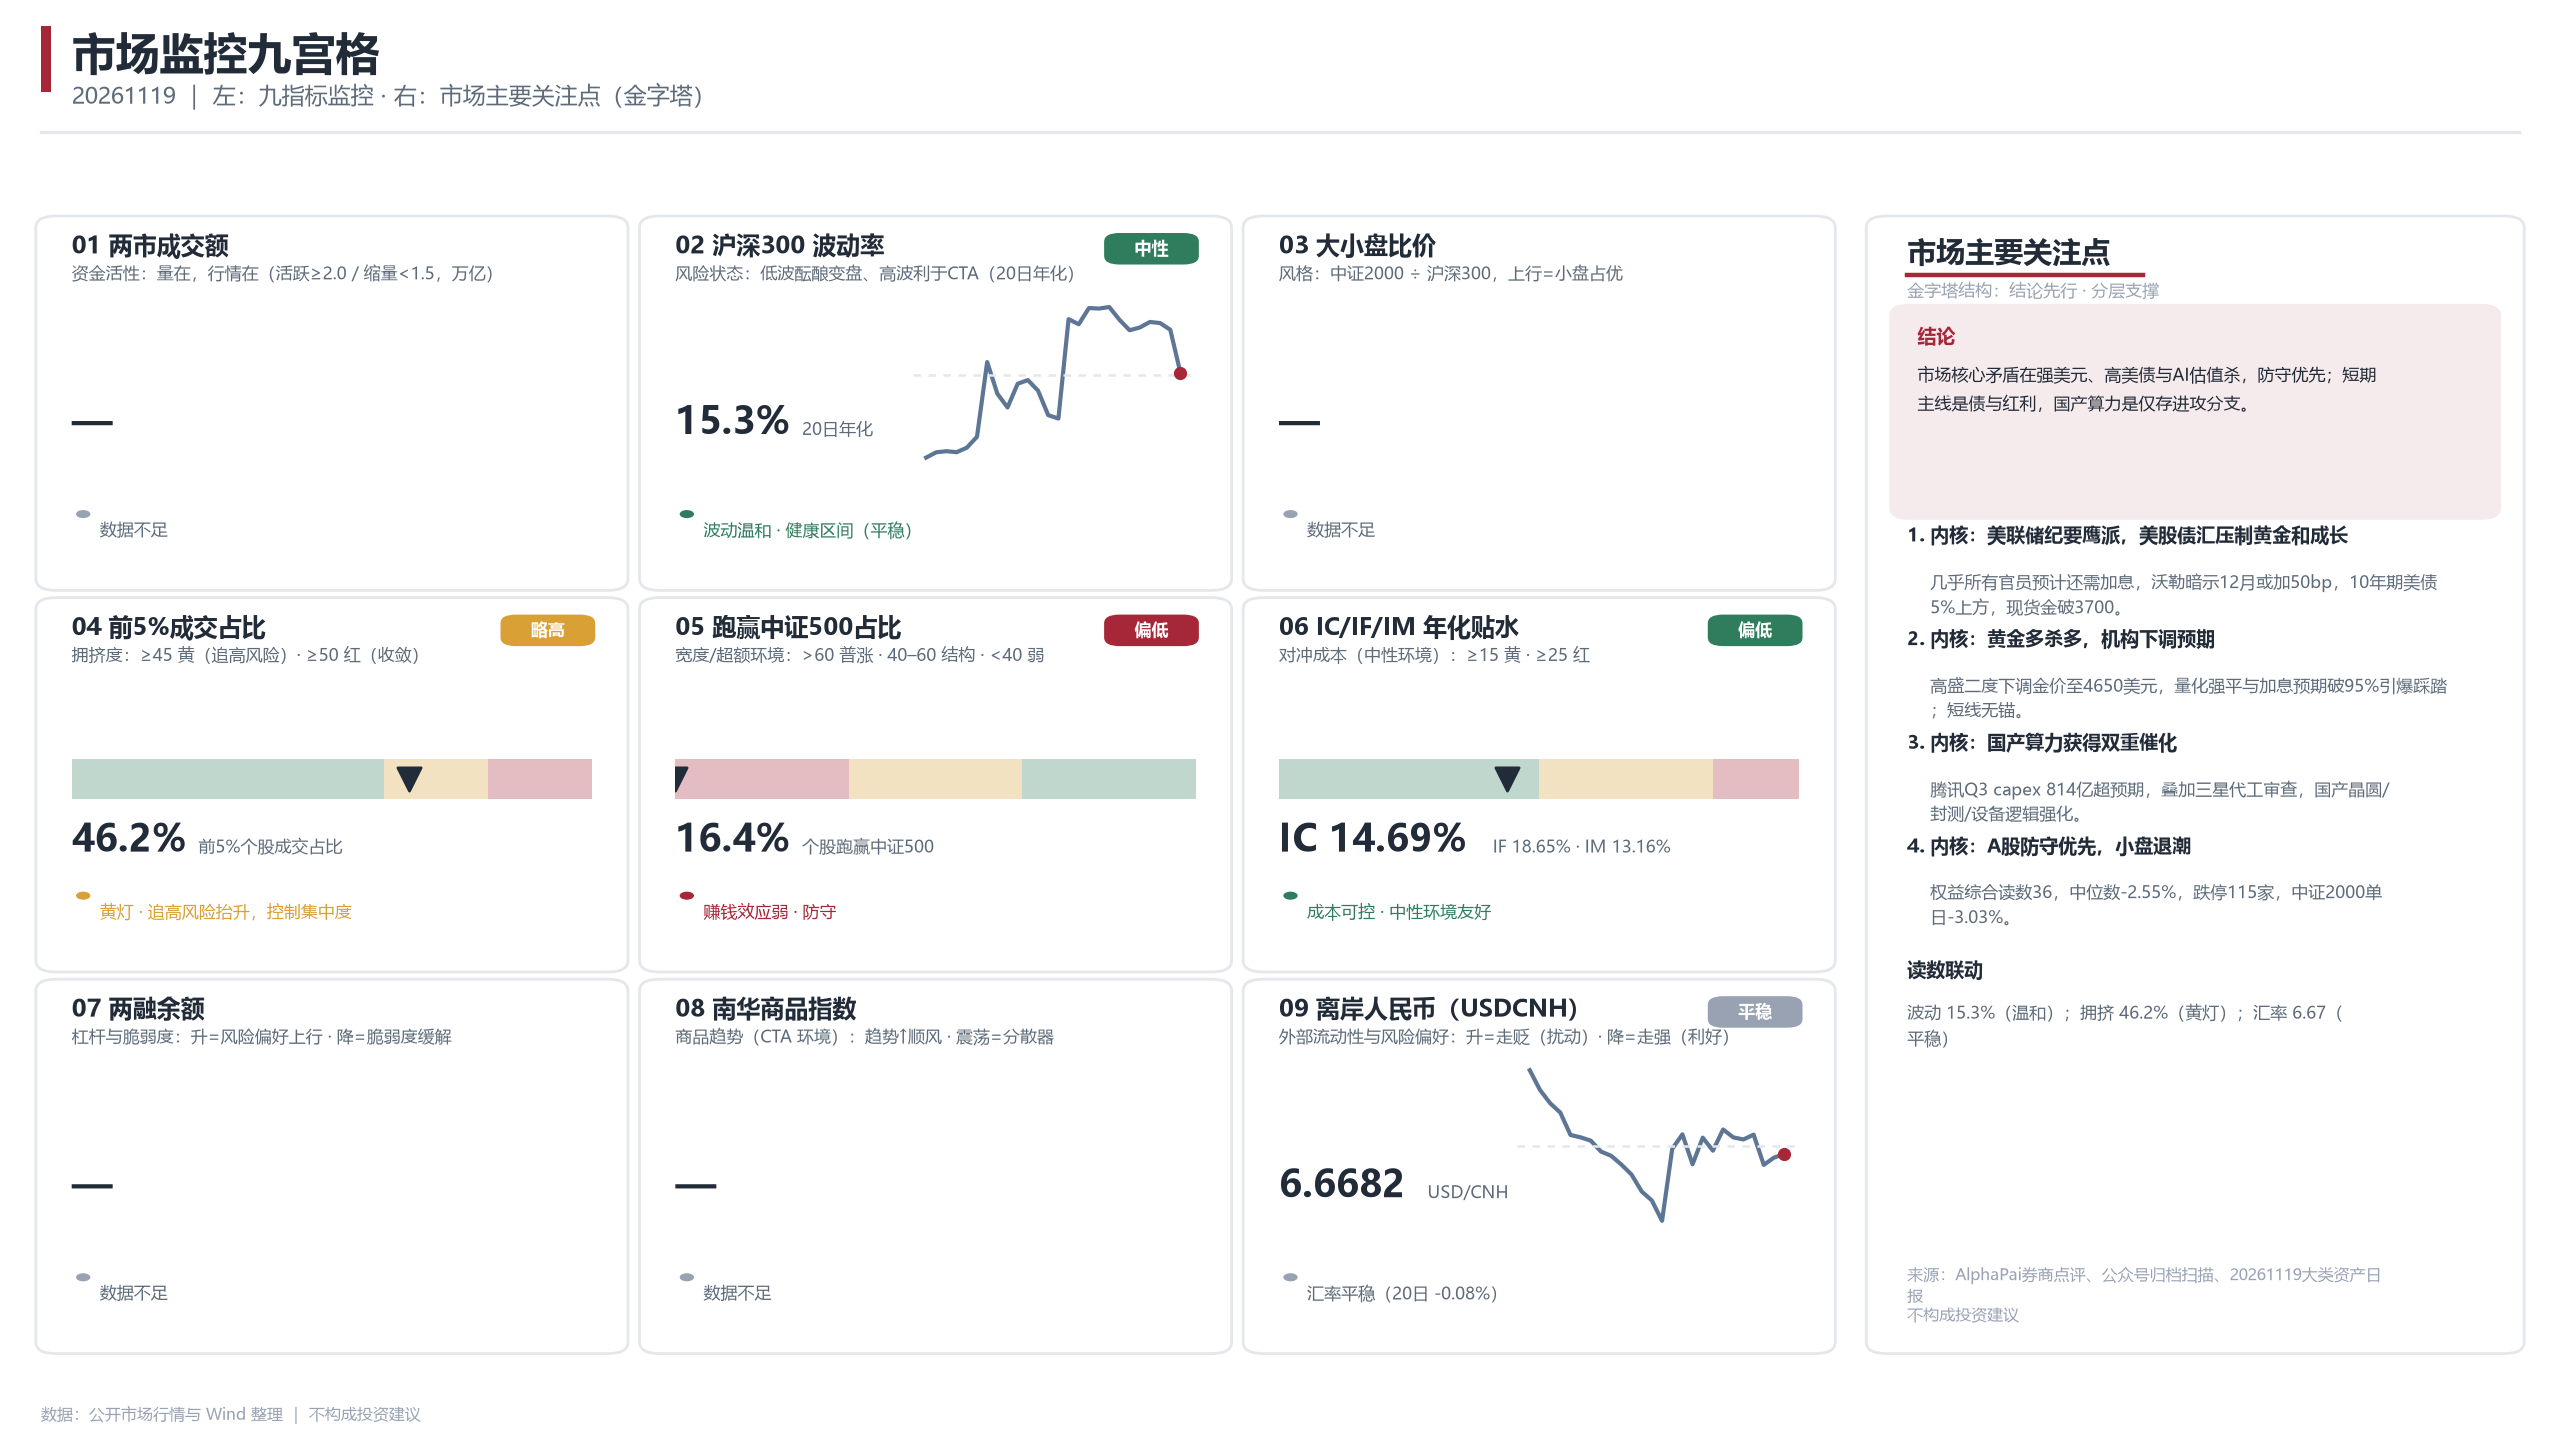 市场监控九宫格
20261119 ｜ 左：九指标监控 · 右：市场主要关注点（金字塔）
01 两市成交额
资金活性：量在，行情在（活跃≥2.0 / 缩量<1.5，万亿）
—
数据不足
02 沪深300 波动率
中性
风险状态：低波酝酿变盘、高波利于CTA（20日年化）
15.3% 20日年化
波动温和 · 健康区间（平稳）
03 大小盘比价
风格：中证2000 ÷ 沪深300，上行=小盘占优
—
数据不足
04 前5%成交占比
略高
拥挤度：≥45 黄（追高风险）· ≥50 红（收敛）
46.2% 前5%个股成交占比
黄灯 · 追高风险抬升，控制集中度
05 跑赢中证500占比
偏低
宽度/超额环境：>60 普涨 · 40–60 结构 · <40 弱
16.4% 个股跑赢中证500
赚钱效应弱 · 防守
06 IC/IF/IM 年化贴水
偏低
对冲成本（中性环境）：≥15 黄 · ≥25 红
IC 14.69% IF 18.65% · IM 13.16%
成本可控 · 中性环境友好
07 两融余额
杠杆与脆弱度：升=风险偏好上行 · 降=脆弱度缓解
—
数据不足
08 南华商品指数
商品趋势（CTA 环境）：趋势↑顺风 · 震荡=分散器
—
数据不足
09 离岸人民币（USDCNH）
平稳
外部流动性与风险偏好：升=走贬（扰动）· 降=走强（利好）
6.6682 USD/CNH
汇率平稳（20日 -0.08%）
市场主要关注点
金字塔结构：结论先行 · 分层支撑
结论
市场核心矛盾在强美元、高美债与AI估值杀，防守优先；短期
主线是债与红利，国产算力是仅存进攻分支。
1. 内核：美联储纪要鹰派，美股债汇压制黄金和成长
几乎所有官员预计还需加息，沃勒暗示12月或加50bp，10年期美债
5%上方，现货金破3700。
2. 内核：黄金多杀多，机构下调预期
高盛二度下调金价至4650美元，量化强平与加息预期破95%引爆踩踏
；短线无锚。
3. 内核：国产算力获得双重催化
腾讯Q3 capex 814亿超预期，叠加三星代工审查，国产晶圆/
封测/设备逻辑强化。
4. 内核：A股防守优先，小盘退潮
权益综合读数36，中位数-2.55%，跌停115家，中证2000单
日-3.03%。
读数联动
波动 15.3%（温和）；拥挤 46.2%（黄灯）；汇率 6.67（
平稳）
来源：AlphaPai券商点评、公众号归档扫描、20261119大类资产日
报
不构成投资建议
数据：公开市场行情与 Wind 整理 ｜ 不构成投资建议